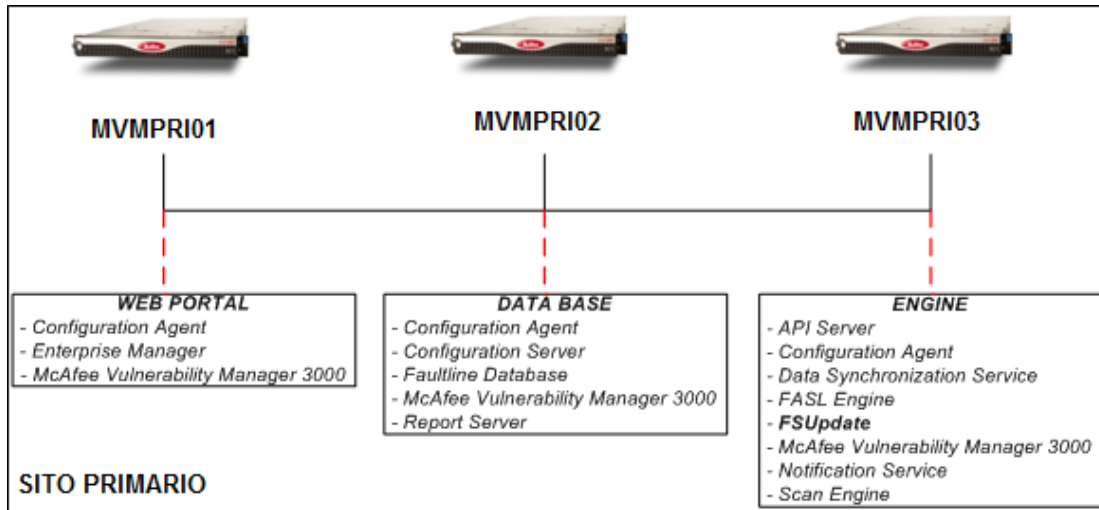 MVMPRI01
MVMPRI02
MVMPRI03
WEB PORTAL
- Configuration Agent
- Enterprise Manager
- McAfee Vulnerability Manager 3000
DATA BASE
- Configuration Agent
- Configuration Server
- Faultline Database
- McAfee Vulnerability Manager 3000
- Report Server
ENGINE
- API Server
- Configuration Agent
- Data Synchronization Service
- FASL Engine
- FSUpdate
- McAfee Vulnerability Manager 3000
- Notification Service
- Scan Engine
SITO PRIMARIO